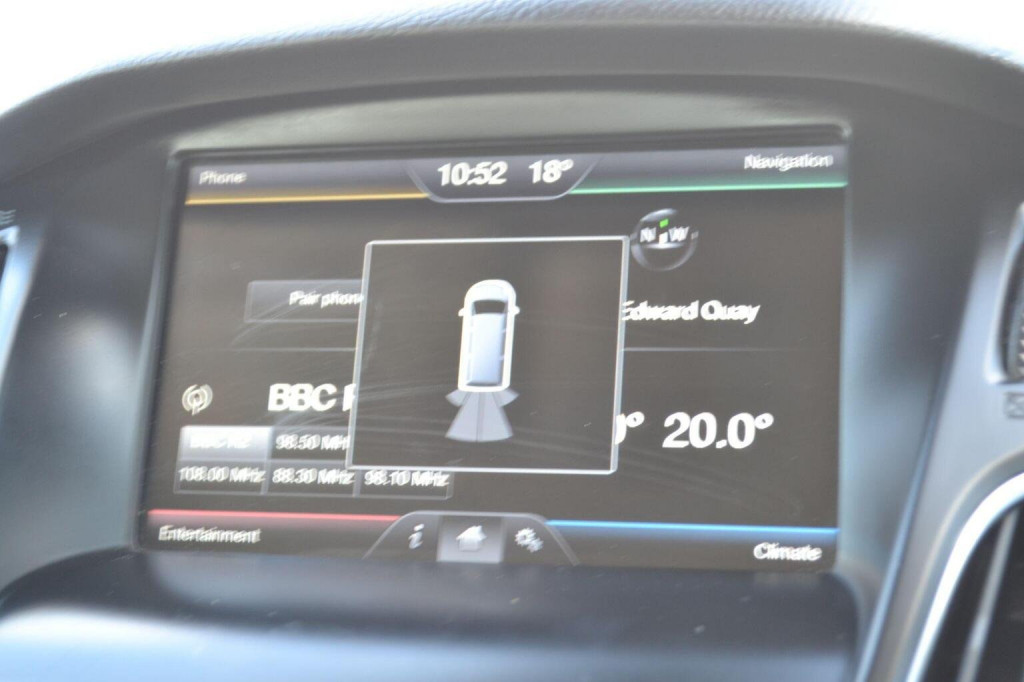 Phone
10:52 18°
Navigation
N W
Pair phone
Edward Quay
BBC
20.0°
98.50 MHz
108.00 MHz 88.30 MHz 98.10 MHz
Entertainment
i
Climate